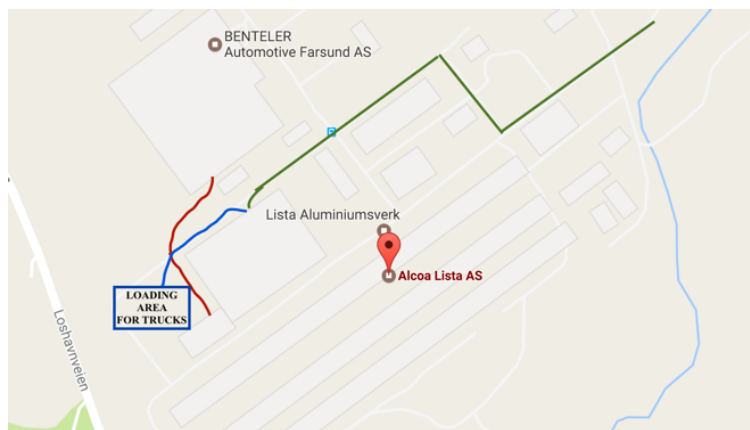 BENTELER
Automotive Farsund AS
Lista Aluminiumsverk
Alcoa Lista AS
LOADING
AREA
FOR TRUCKS
Loshavnveien